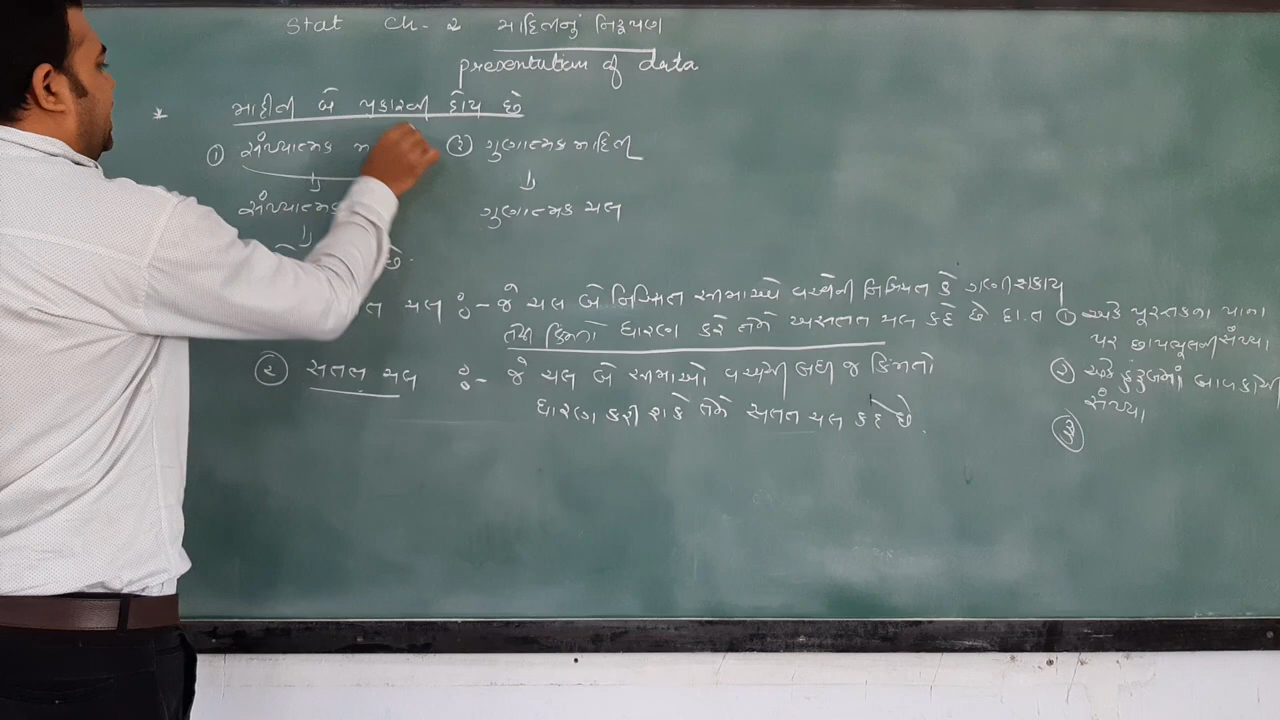 Stat Ch - 2 માહિતીનું નિરૂપણ
presentation of data
* માહીતી બે પ્રકારની હોય છે
① સંખ્યાત્મક
② ગુણાત્મક માહિતી
સંખ્યાત્મક
ગુણાત્મક ચલ
છે.
ચલ :- જે ચલ બે નિશ્ચિત સીમાઓ વચ્ચેની નિશ્ચિત કે ગણી શકાય
તેવી કિંમતો ધારણ કરે તેને અસતત ચલ કહે છે. દા.ત ① એક પુસ્તકના પાના
પર છાપભૂલની સંખ્યા
② સતત ચલ :- જે ચલ બે સીમાઓ વચ્ચેની બધી જ કિંમતો
ધારણ કરી શકે તેને સતત ચલ કહે છે.
② એક કુટુંબમાં બાળકોની
સંખ્યા
③